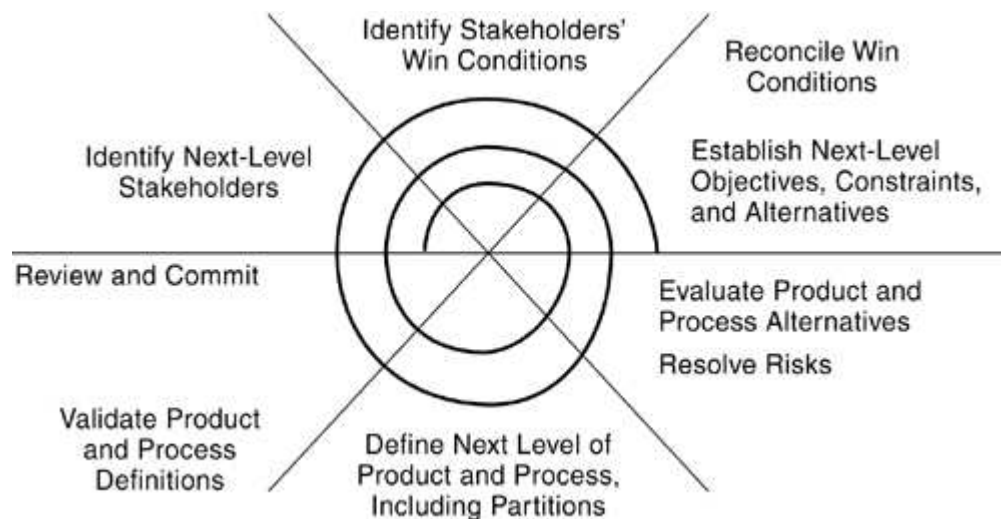 Identify Stakeholders’
Win Conditions
Reconcile Win
Conditions
Identify Next-Level
Stakeholders
Establish Next-Level
Objectives, Constraints,
and Alternatives
Review and Commit
Evaluate Product and
Process Alternatives
Resolve Risks
Validate Product
and Process
Definitions
Define Next Level of
Product and Process,
Including Partitions